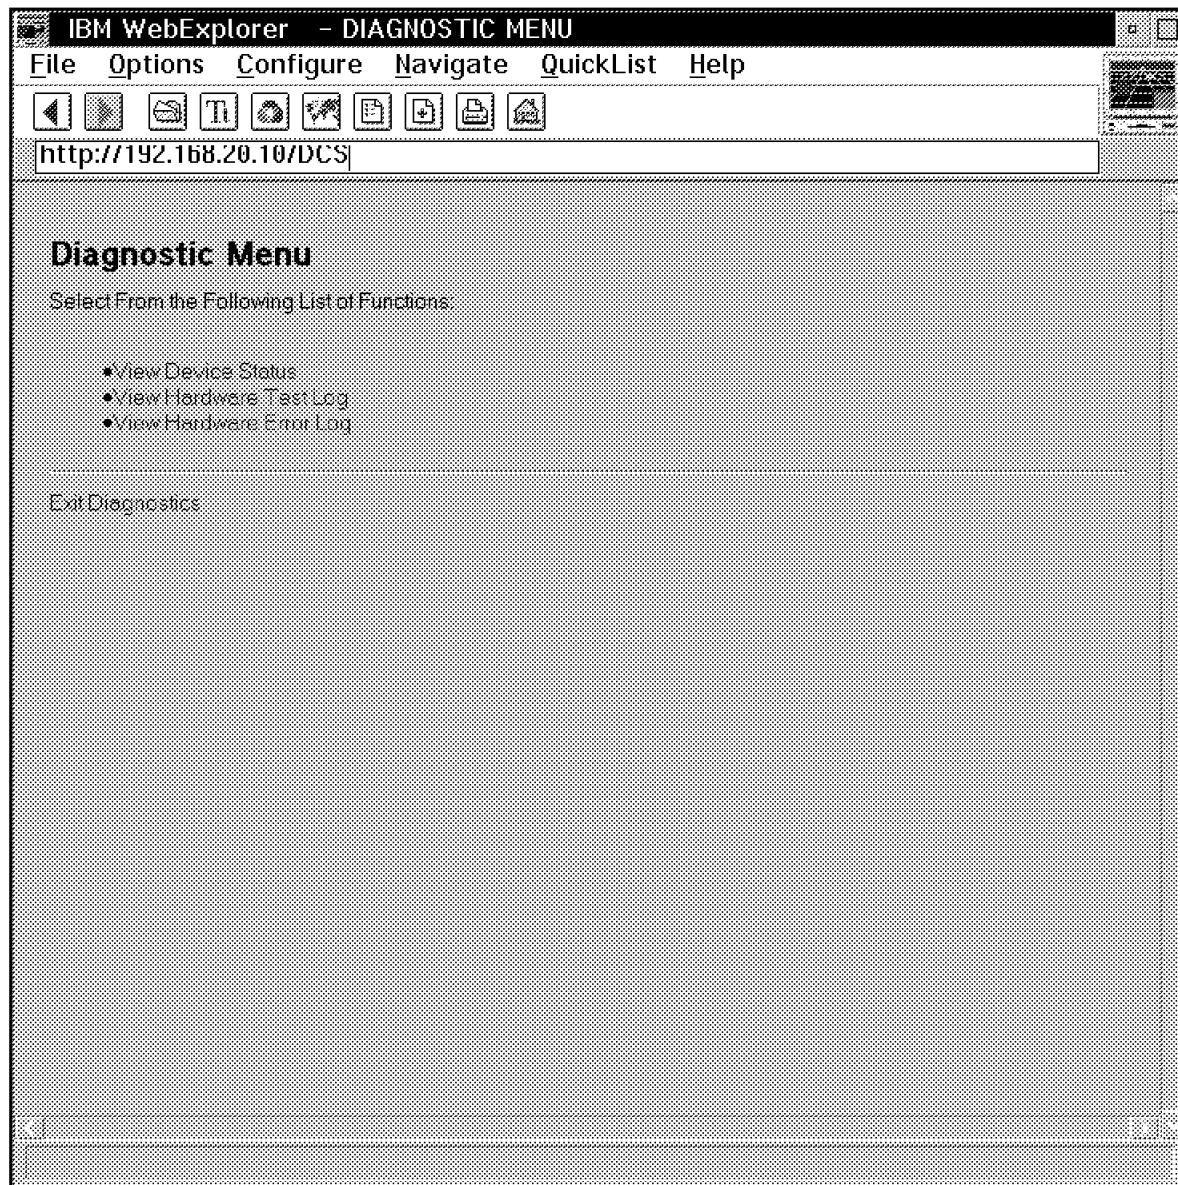 IBM WebExplorer - DIAGNOSTIC MENU
File Options Configure Navigate QuickList Help
Ti
http://192.168.20.10/DCS
Diagnostic Menu
Select From the Following List of Functions:
•View Device Status
•View Hardware Test Log
•View Hardware Error Log
Exit Diagnostics